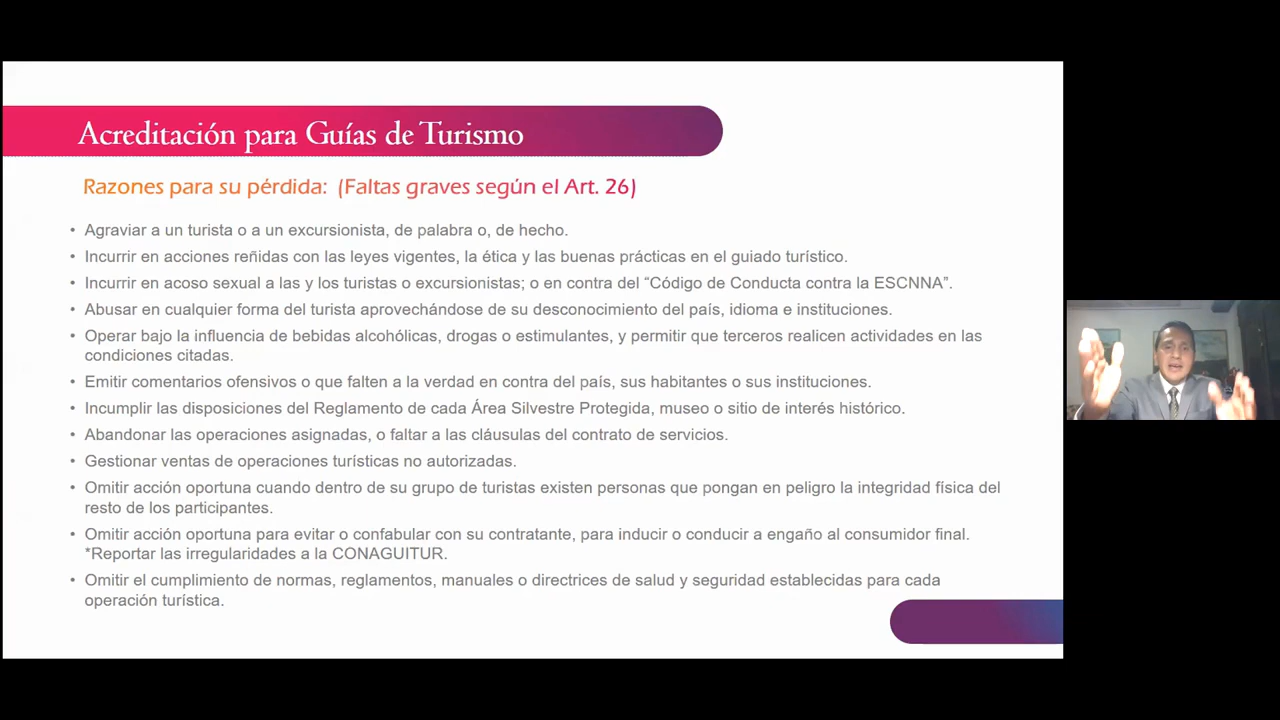 Acreditación para Guías de Turismo
Razones para su pérdida: (Faltas graves según el Art. 26)
• Agraviar a un turista o a un excursionista, de palabra o, de hecho.
• Incurrir en acciones reñidas con las leyes vigentes, la ética y las buenas prácticas en el guiado turístico.
• Incurrir en acoso sexual a las y los turistas o excursionistas; o en contra del “Código de Conducta contra la ESCNNA”.
• Abusar en cualquier forma del turista aprovechándose de su desconocimiento del país, idioma e instituciones.
• Operar bajo la influencia de bebidas alcohólicas, drogas o estimulantes, y permitir que terceros realicen actividades en las
condiciones citadas.
• Emitir comentarios ofensivos o que falten a la verdad en contra del país, sus habitantes o sus instituciones.
• Incumplir las disposiciones del Reglamento de cada Área Silvestre Protegida, museo o sitio de interés histórico.
• Abandonar las operaciones asignadas, o faltar a las cláusulas del contrato de servicios.
• Gestionar ventas de operaciones turísticas no autorizadas.
• Omitir acción oportuna cuando dentro de su grupo de turistas existen personas que pongan en peligro la integridad física del
resto de los participantes.
• Omitir acción oportuna para evitar o confabular con su contratante, para inducir o conducir a engaño al consumidor final.
*Reportar las irregularidades a la CONAGUITUR.
• Omitir el cumplimiento de normas, reglamentos, manuales o directrices de salud y seguridad establecidas para cada
operación turística.